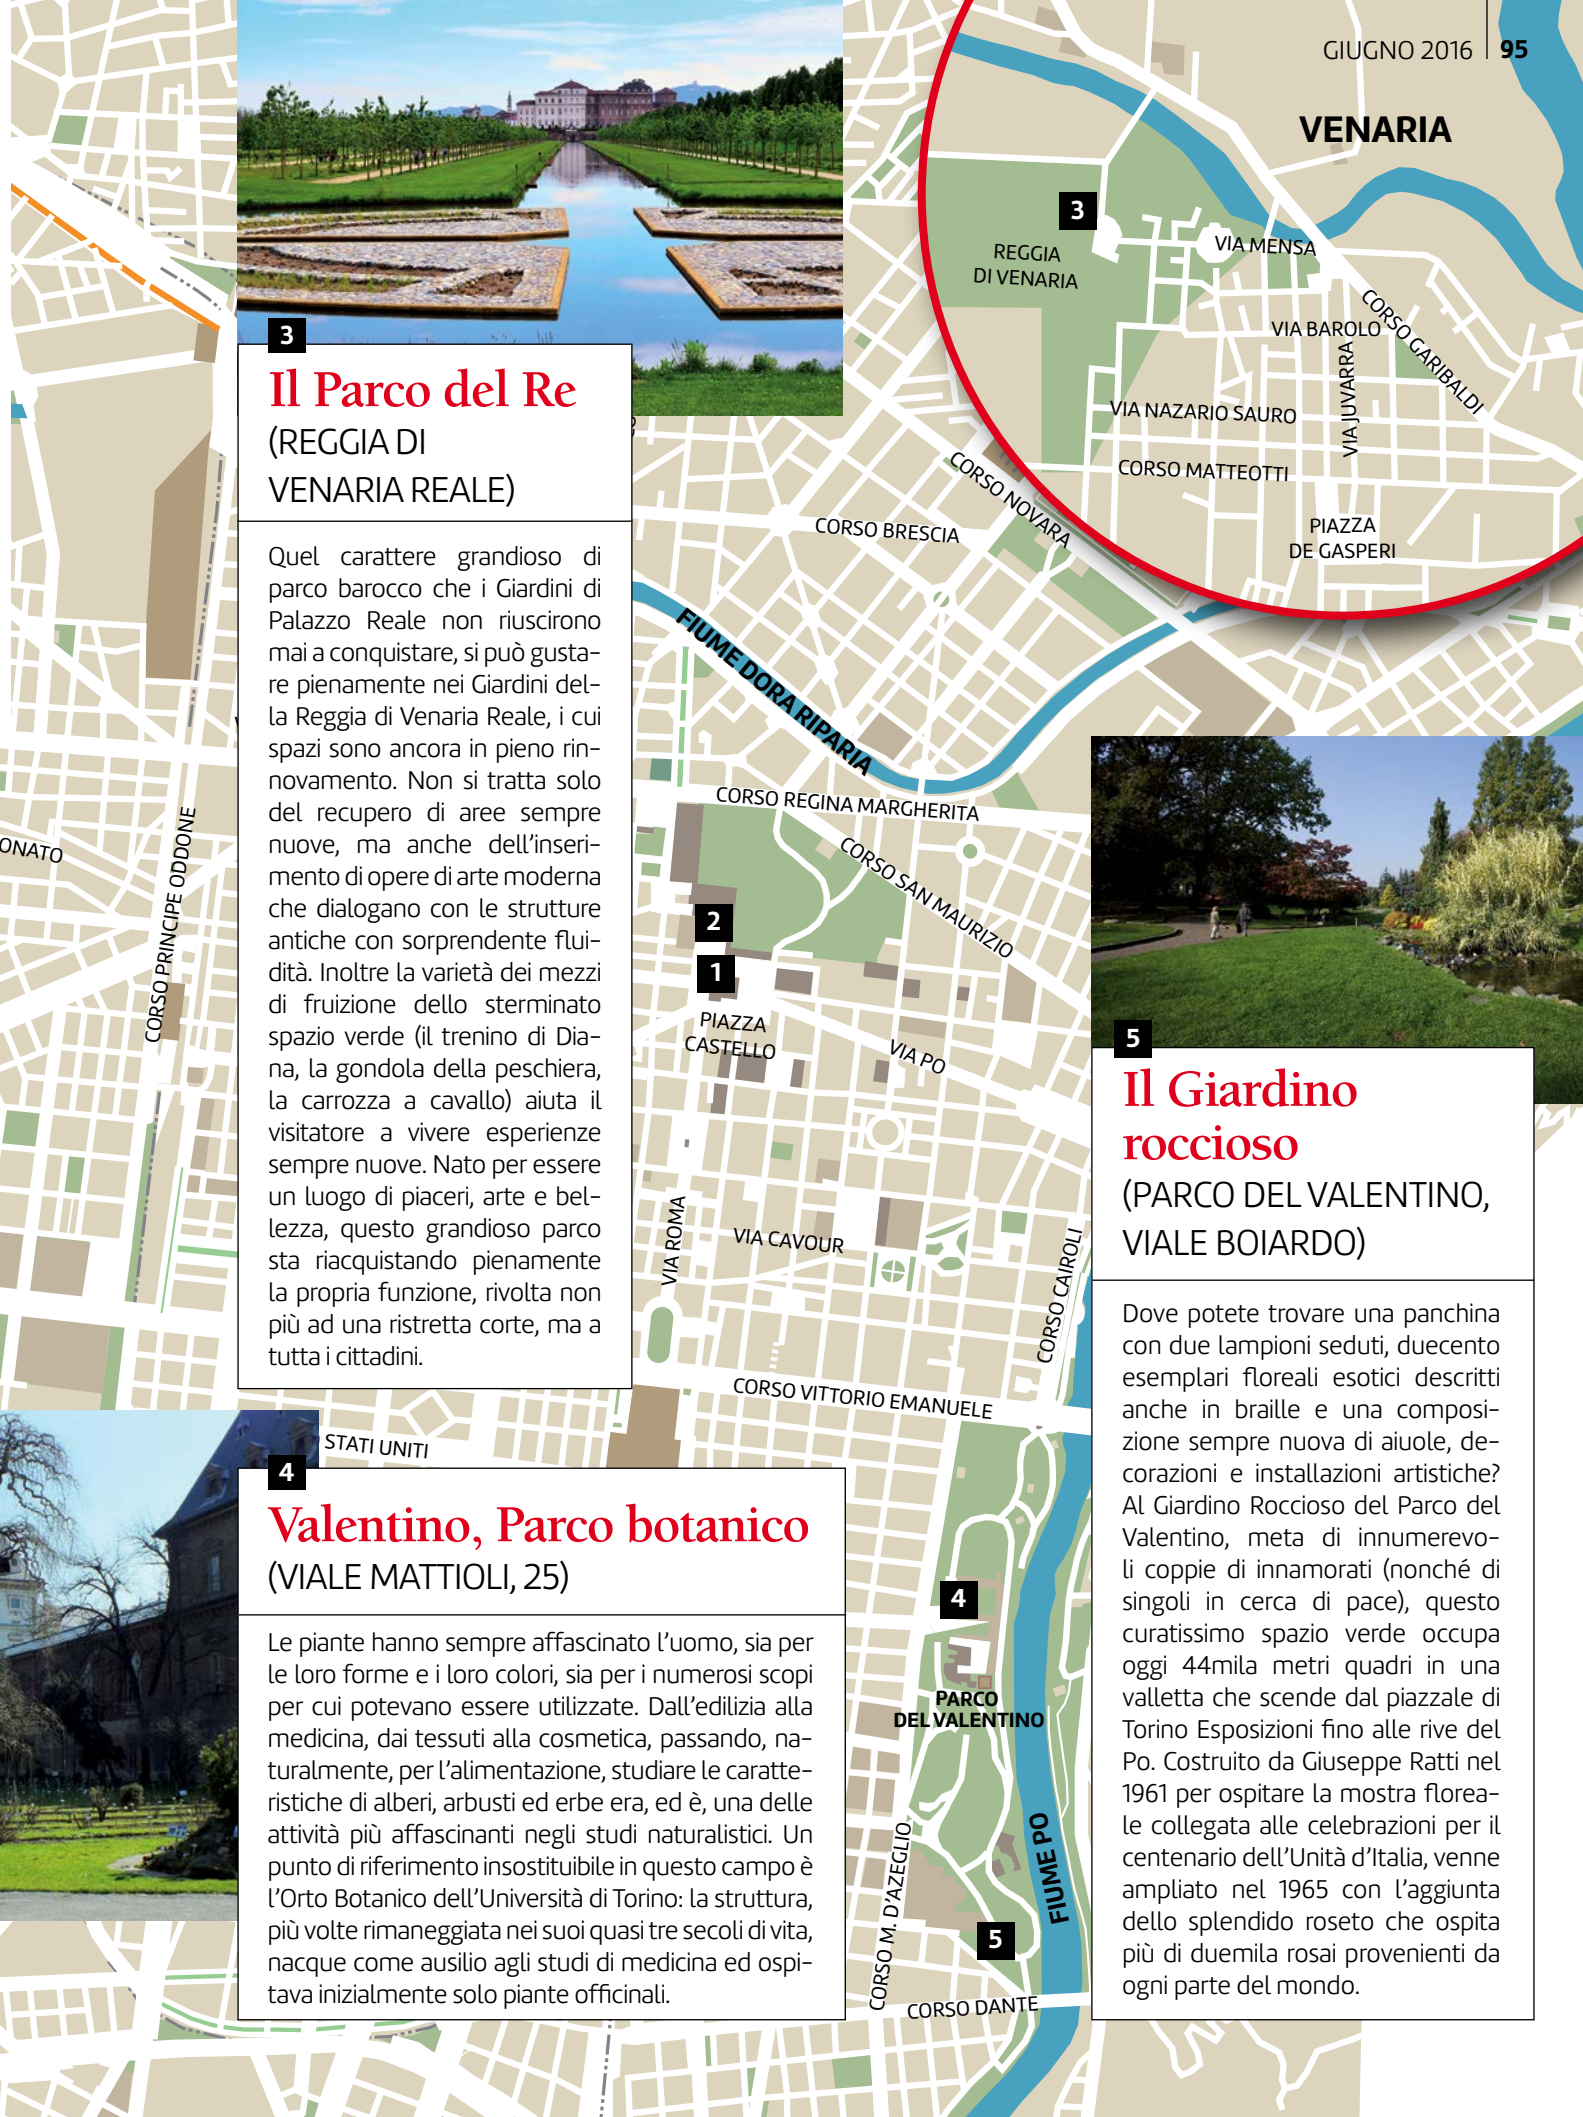 GIUGNO 2016 95
VENARIA
3
REGGIA
DI VENARIA
VIA MENSA
CORSO GARIBALDI
VIA BAROLO
VIA JUVARRA
VIA NAZARIO SAURO
CORSO MATTEOTTI
PIAZZA
DE GASPERI
3
Il Parco del Re
(REGGIA DI
VENARIA REALE)
Quel carattere grandioso di
parco barocco che i Giardini di
Palazzo Reale non riuscirono
mai a conquistare, si può gusta-
re pienamente nei Giardini del-
la Reggia di Venaria Reale, i cui
spazi sono ancora in pieno rin-
novamento. Non si tratta solo
del recupero di aree sempre
nuove, ma anche dell’inseri-
mento di opere di arte moderna
che dialogano con le strutture
antiche con sorprendente flui-
dità. Inoltre la varietà dei mezzi
di fruizione dello sterminato
spazio verde (il trenino di Dia-
na, la gondola della peschiera,
la carrozza a cavallo) aiuta il
visitatore a vivere esperienze
sempre nuove. Nato per essere
un luogo di piaceri, arte e bel-
lezza, questo grandioso parco
sta riacquistando pienamente
la propria funzione, rivolta non
più ad una ristretta corte, ma a
tutta i cittadini.
CORSO NOVARA
CORSO BRESCIA
FIUME DORA RIPARIA
CORSO REGINA MARGHERITA
CORSO SAN MAURIZIO
ONATO
CORSO PRINCIPE ODDONE
2
1
PIAZZA
CASTELLO
VIA PO
VIA ROMA
VIA CAVOUR
CORSO CAIROLI
CORSO VITTORIO EMANUELE
STATI UNITI
4
Valentino, Parco botanico
(VIALE MATTIOLI, 25)
Le piante hanno sempre affascinato l’uomo, sia per
le loro forme e i loro colori, sia per i numerosi scopi
per cui potevano essere utilizzate. Dall’edilizia alla
medicina, dai tessuti alla cosmetica, passando, na-
turalmente, per l’alimentazione, studiare le caratte-
ristiche di alberi, arbusti ed erbe era, ed è, una delle
attività più affascinanti negli studi naturalistici. Un
punto di riferimento insostituibile in questo campo è
l’Orto Botanico dell’Università di Torino: la struttura,
più volte rimaneggiata nei suoi quasi tre secoli di vita,
nacque come ausilio agli studi di medicina ed ospi-
tava inizialmente solo piante officinali.
4
PARCO
DEL VALENTINO
FIUME PO
CORSO M. D'AZEGLIO
5
CORSO DANTE
5
Il Giardino
roccioso
(PARCO DEL VALENTINO,
VIALE BOIARDO)
Dove potete trovare una panchina
con due lampioni seduti, duecento
esemplari floreali esotici descritti
anche in braille e una composi-
zione sempre nuova di aiuole, de-
corazioni e installazioni artistiche?
Al Giardino Roccioso del Parco del
Valentino, meta di innumerevo-
li coppie di innamorati (nonché di
singoli in cerca di pace), questo
curatissimo spazio verde occupa
oggi 44mila metri quadri in una
valletta che scende dal piazzale di
Torino Esposizioni fino alle rive del
Po. Costruito da Giuseppe Ratti nel
1961 per ospitare la mostra florea-
le collegata alle celebrazioni per il
centenario dell’Unità d’Italia, venne
ampliato nel 1965 con l’aggiunta
dello splendido roseto che ospita
più di duemila rosai provenienti da
ogni parte del mondo.